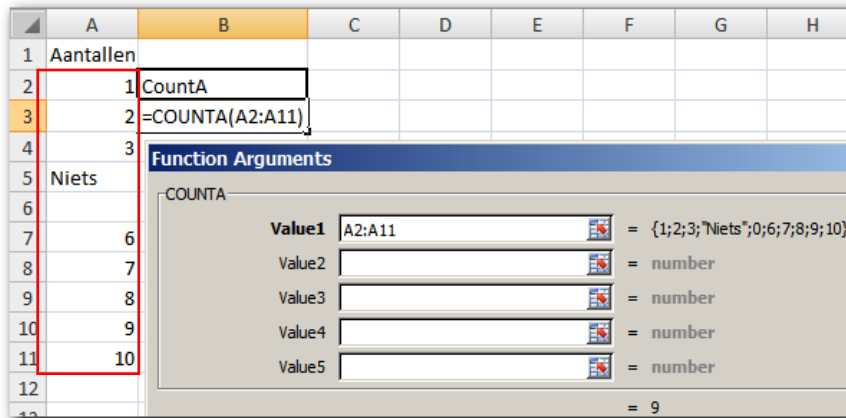 A B C D E F G H
1 Aantallen
2 1 CountA
3 2 =COUNTA(A2:A11)
4 3
Function Arguments
5 Niets
COUNTA
6
Value1 A2:A11 = {1;2;3;"Niets";0;6;7;8;9;10}
7 6
Value2 = number
8 7
Value3 = number
9 8
Value4 = number
10 9
Value5 = number
11 10
12
= 9